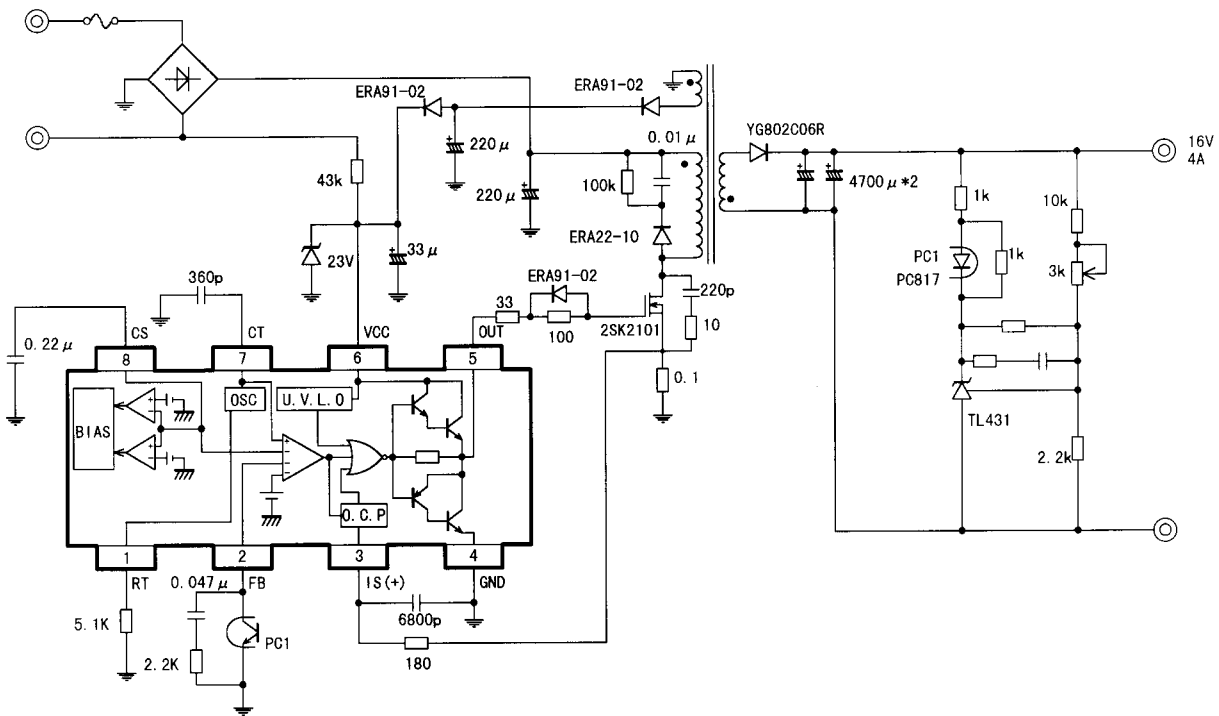 ERA91-02
ERA91-02
YG802C06R
16V
4A
0.01μ
220μ
43k
220μ
100k
4700μ*2
1k
10k
ERA22-10
PC1
PC817
1k
3k
23V
33μ
360p
ERA91-02
220p
33
100
2SK2101
10
CS
CT
VCC
OUT
0.22μ
8
7
6
5
0.1
TL431
OSC
U.V.L.O
BIAS
2.2k
O.C.P
1
2
3
4
RT
0.047μ
FB
IS(+)
GND
5.1K
6800p
PC1
2.2K
180